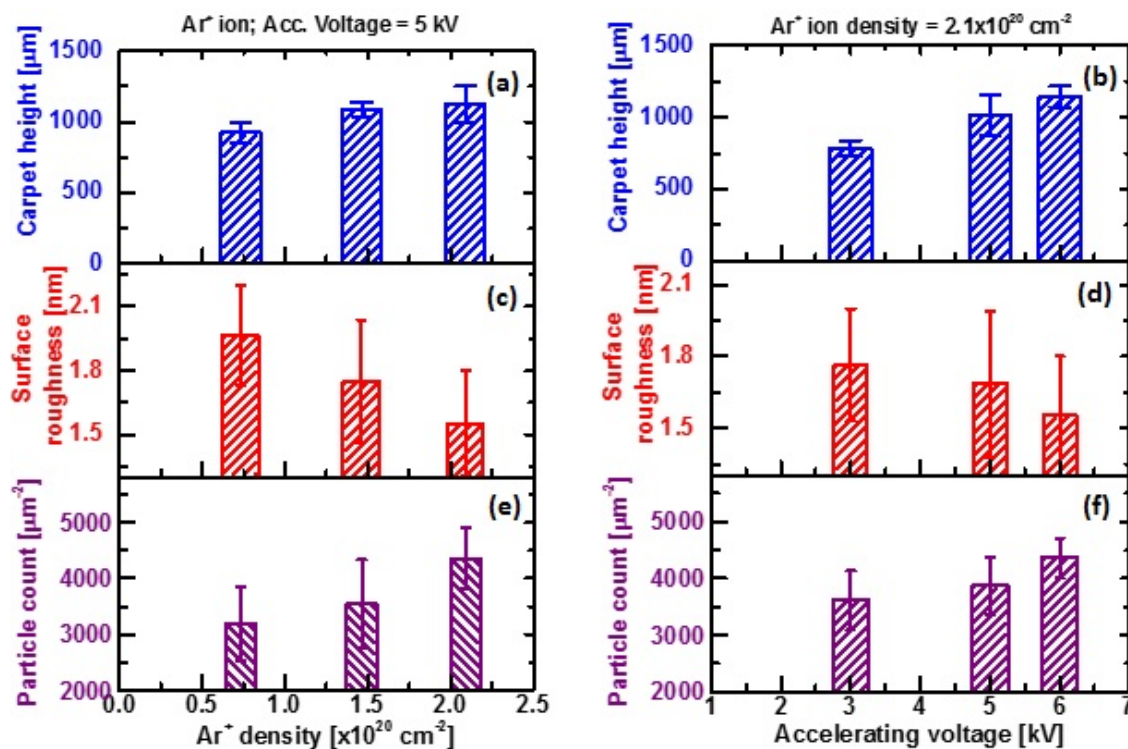 Ar⁺ ion; Acc. Voltage = 5 kV
Carpet height [µm]
1500
1000
500
0
(a)
Surface
roughness [nm]
2.1
1.8
1.5
(c)
Particle count [µm⁻²]
5000
4000
3000
2000
(e)
0.0 0.5 1.0 1.5 2.0 2.5
Ar⁺ density [x10²⁰ cm⁻²]
Ar⁺ ion density = 2.1x10²⁰ cm⁻²
Carpet height [µm]
1500
1000
500
0
(b)
Surface
roughness [nm]
2.1
1.8
1.5
(d)
Particle count [µm⁻²]
5000
4000
3000
2000
(f)
1 2 3 4 5 6 7
Accelerating voltage [kV]